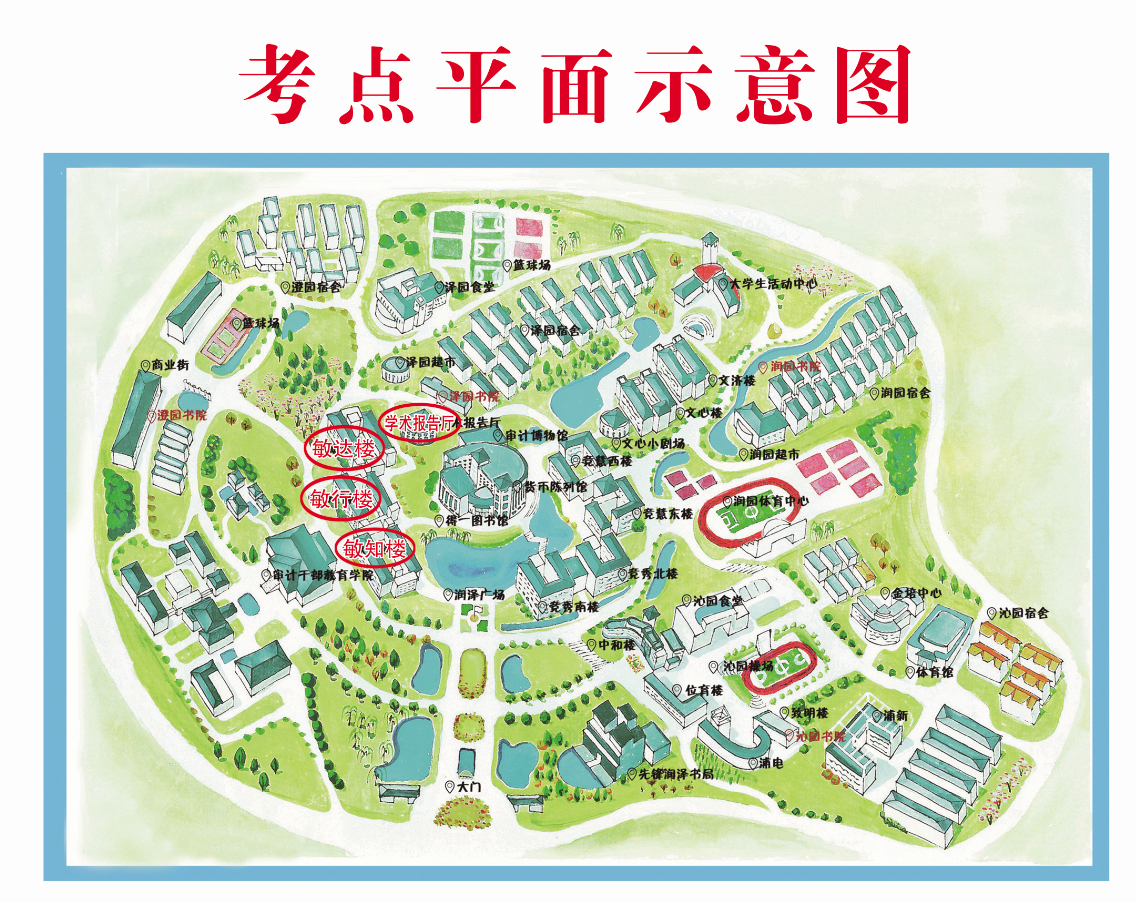 考点平面示意图
篮球场
澄园宿舍
泽园食堂
大学生活动中心
篮球场
泽园宿舍
商业街
泽园超市
润园书院
文济楼
泽园书院
润园宿舍
澄园书院
文心楼
学术报告厅
报告厅
审计博物馆
文心小剧场
敏达楼
润园超市
竞慧西楼
货币陈列馆
敏行楼
润园体育中心
竞慧东楼
得一图书馆
敏知楼
审计干部教育学院
竞秀北楼
润泽广场
金培中心
沁园食堂
竞秀南楼
沁园宿舍
中和楼
沁园操场
体育馆
位育楼
致明楼
浦新
沁园书院
浦电
先锋润泽书局
大门